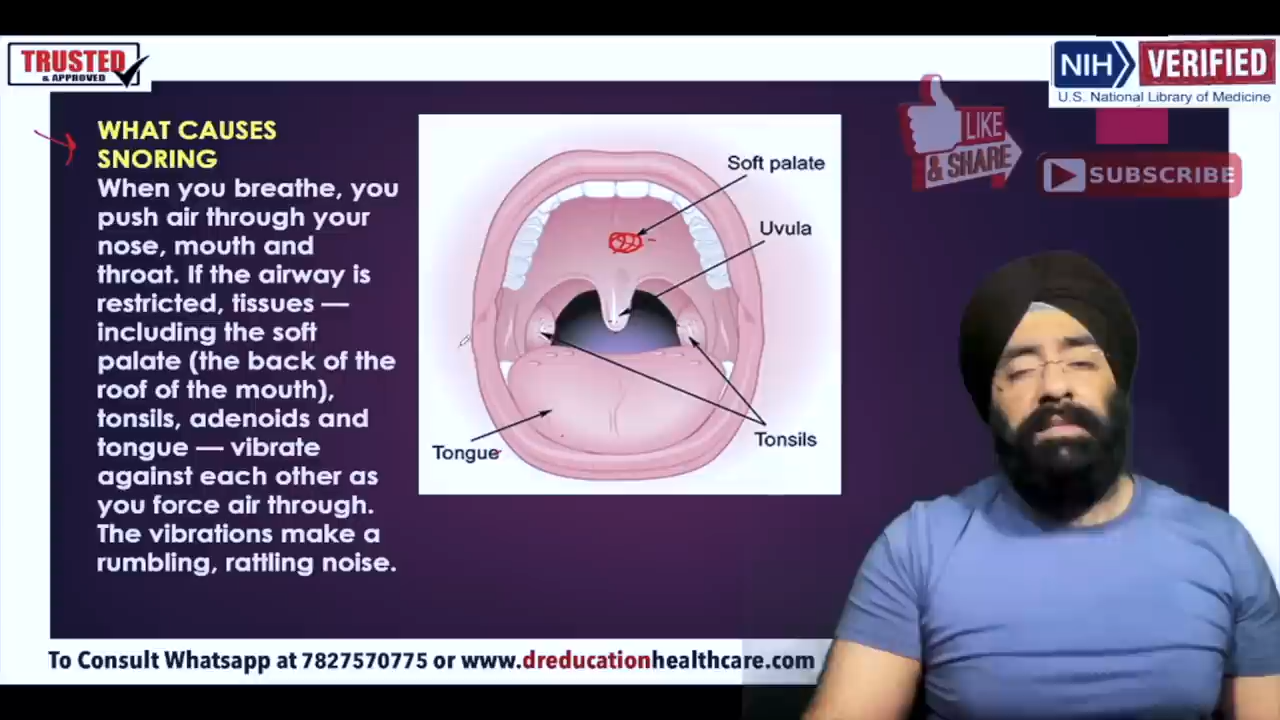 TRUSTED
& APPROVED
NIH VERIFIED
U.S. National Library of Medicine
LIKE
& SHARE
SUBSCRIBE
WHAT CAUSES
SNORING
When you breathe, you
push air through your
nose, mouth and
throat. If the airway is
restricted, tissues —
including the soft
palate (the back of the
roof of the mouth),
tonsils, adenoids and
tongue — vibrate
against each other as
you force air through.
The vibrations make a
rumbling, rattling noise.
Soft palate
Uvula
Tonsils
Tongue
To Consult Whatsapp at 7827570775 or www.dreducationhealthcare.com